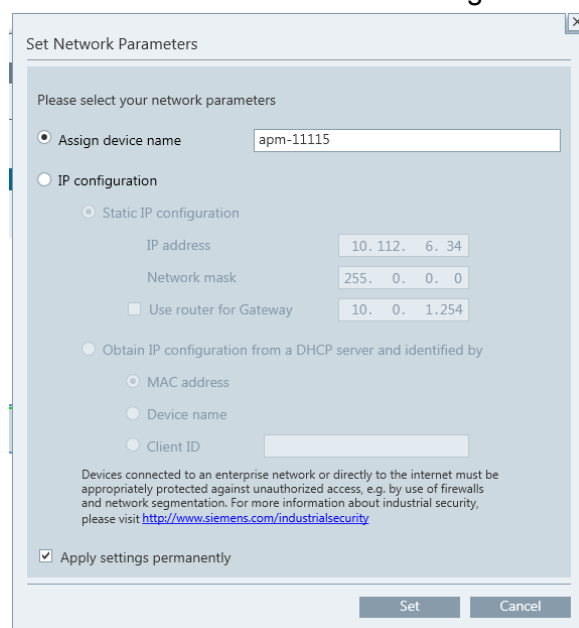 Set Network Parameters
Please select your network parameters
Assign device name apm-11115
IP configuration
Static IP configuration
IP address 10.112. 6. 34
Network mask 255. 0. 0. 0
Use router for Gateway 10. 0. 1.254
Obtain IP configuration from a DHCP server and identified by
MAC address
Device name
Client ID
Devices connected to an enterprise network or directly to the internet must be
appropriately protected against unauthorized access, e.g. by use of firewalls
and network segmentation. For more information about industrial security,
please visit http://www.siemens.com/industrialsecurity
Apply settings permanently
Set Cancel